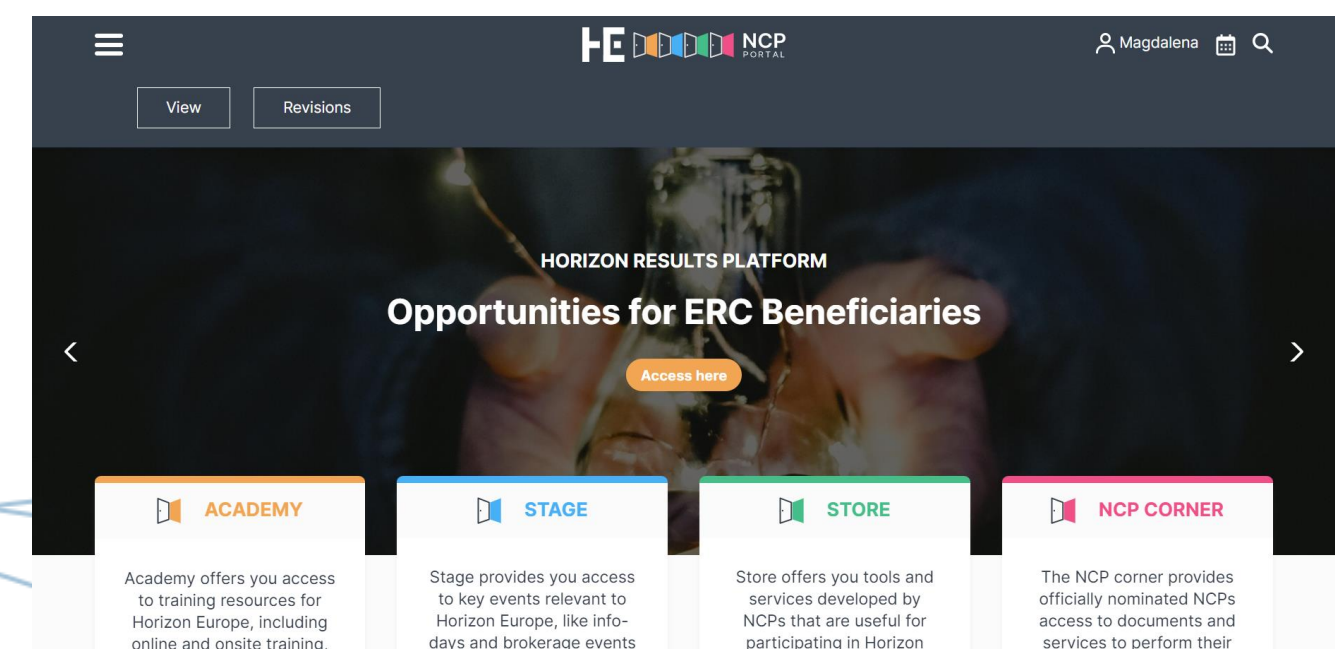 HE NCP
PORTAL
Magdalena
View
Revisions
HORIZON RESULTS PLATFORM
Opportunities for ERC Beneficiaries
Access here
ACADEMY
Academy offers you access
to training resources for
Horizon Europe, including
online and onsite training,
STAGE
Stage provides you access
to key events relevant to
Horizon Europe, like info-
days and brokerage events
STORE
Store offers you tools and
services developed by
NCPs that are useful for
participating in Horizon
NCP CORNER
The NCP corner provides
officially nominated NCPs
access to documents and
services to perform their